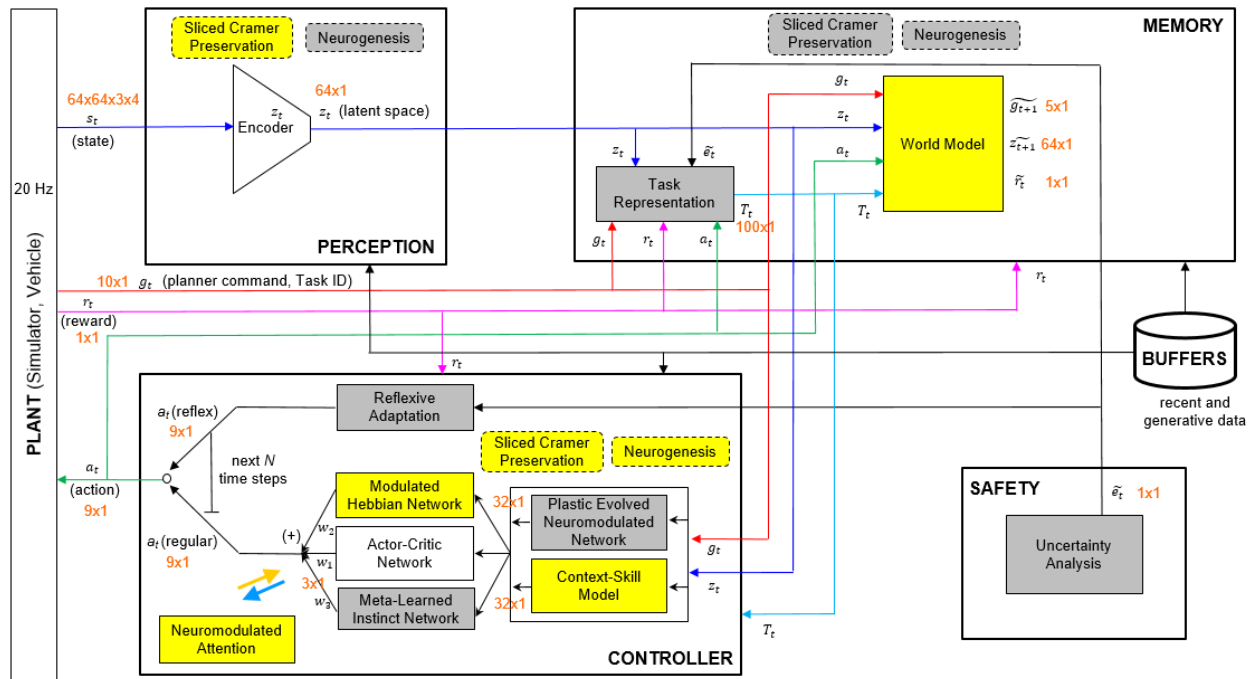 PLANT (Simulator, Vehicle)
20 Hz
Sliced Cramer
Preservation
Neurogenesis
64x64x3x4
s_t
(state)
z_t
Encoder
64x1
z_t (latent space)
PERCEPTION
Sliced Cramer
Preservation
Neurogenesis
MEMORY
g_t
z_t
a_t
T_t
World Model
g̃_{t+1} 5x1
z̃_{t+1} 64x1
r̃_t 1x1
z_t
ẽ_t
Task
Representation
T_t
100x1
g_t
r_t
a_t
10x1
g_t (planner command, Task ID)
r_t
(reward)
1x1
r_t
r_t
BUFFERS
recent and
generative data
Reflexive
Adaptation
a_t (reflex)
9x1
next N
time steps
a_t
(action)
9x1
a_t (regular)
9x1
Sliced Cramer
Preservation
Neurogenesis
Modulated
Hebbian Network
Actor-Critic
Network
Meta-Learned
Instinct Network
(+)
w_2
w_1
3x1
w_3
32x1
Plastic Evolved
Neuromodulated
Network
32x1
Context-Skill
Model
g_t
z_t
T_t
Neuromodulated
Attention
CONTROLLER
SAFETY
ẽ_t 1x1
Uncertainty
Analysis